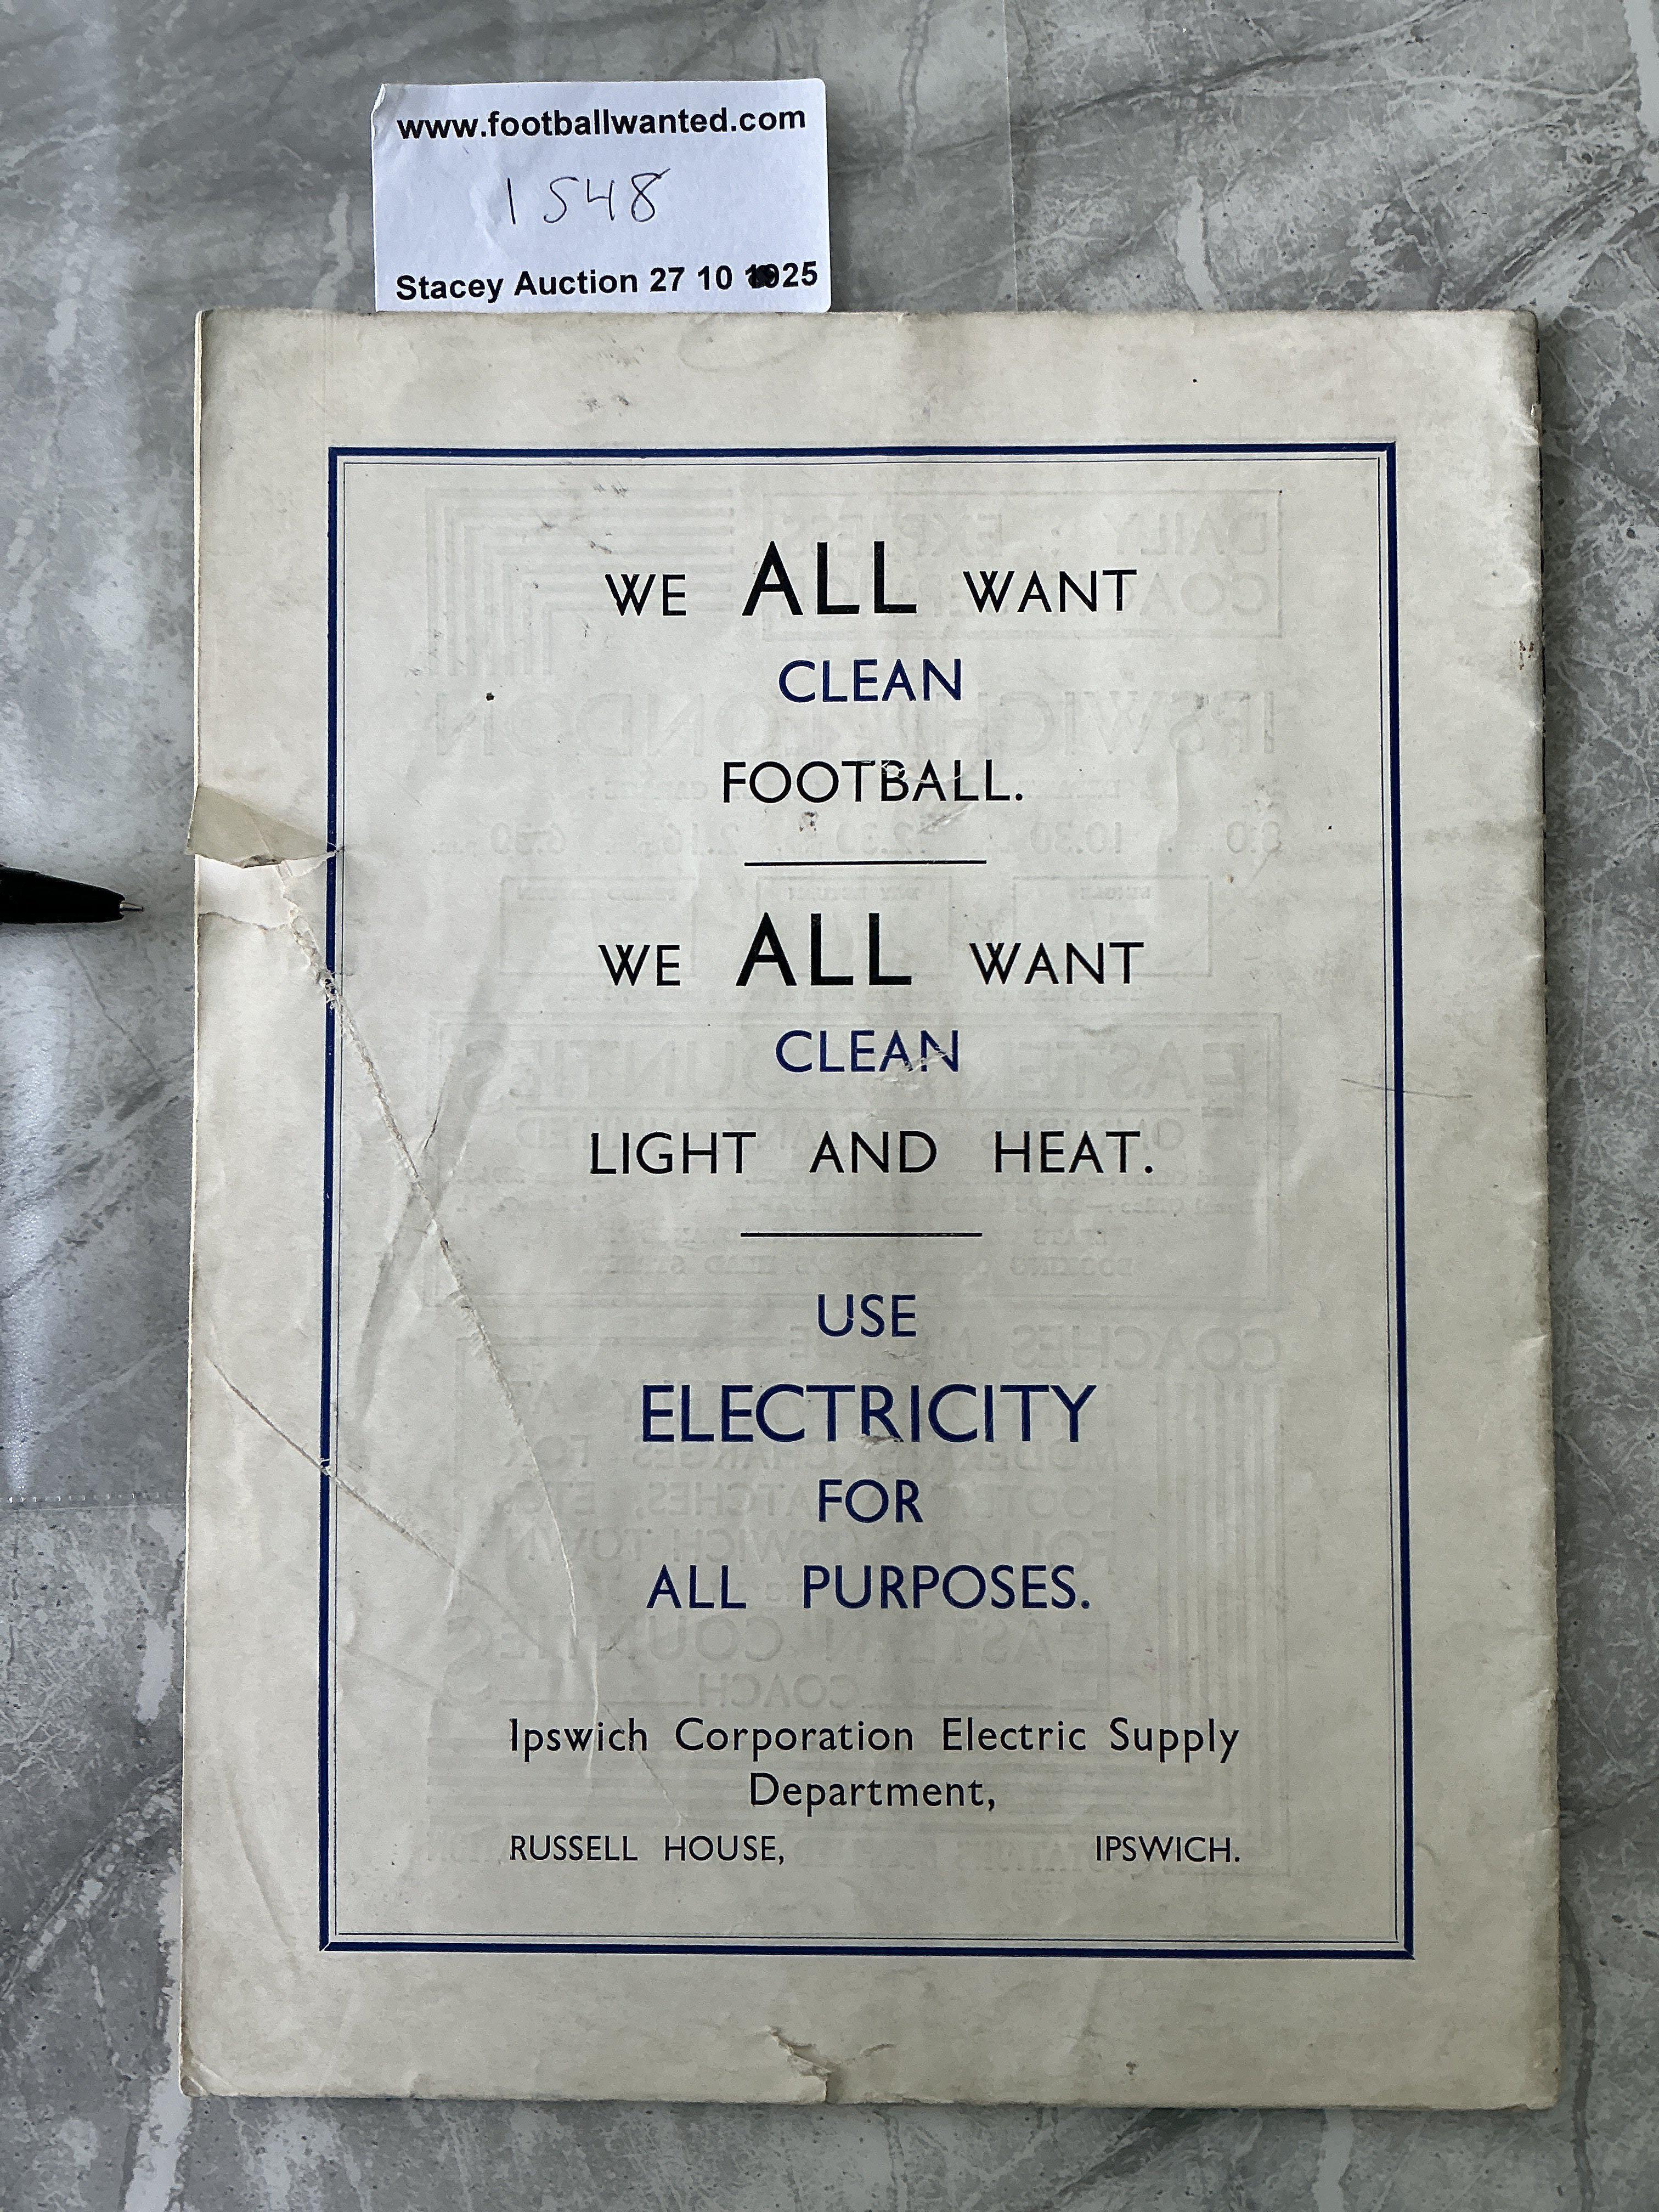 www.footballwanted.com
1548
Stacey Auction 27 10 1925
WE ALL WANT
CLEAN
FOOTBALL.
WE ALL WANT
CLEAN
LIGHT AND HEAT.
USE
ELECTRICITY
FOR
ALL PURPOSES.
Ipswich Corporation Electric Supply
Department,
RUSSELL HOUSE, IPSWICH.